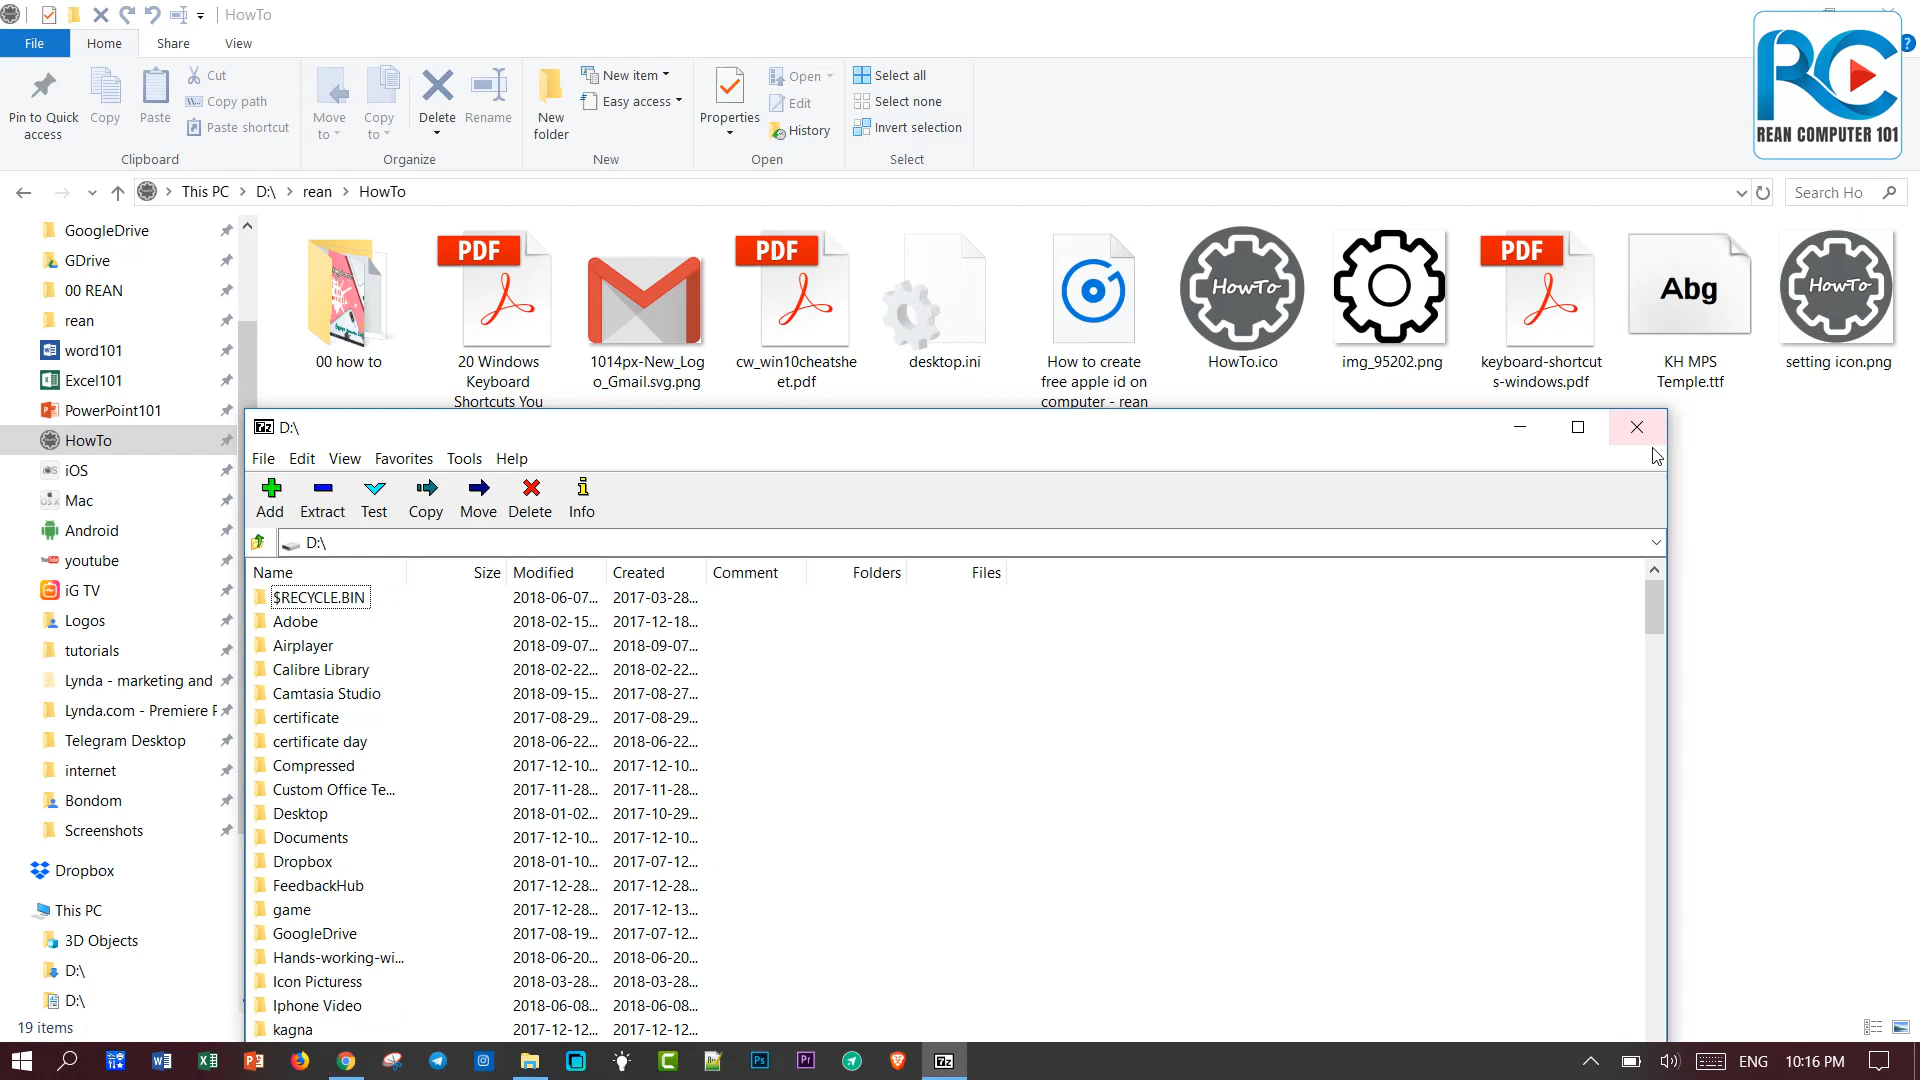 HowTo
File
Home
Share
View
Pin to Quick
access
Copy
Paste
Cut
Copy path
Paste shortcut
Move
to
Copy
to
Delete
Rename
New
folder
New item
Easy access
Properties
Open
Edit
History
Select all
Select none
Invert selection
Clipboard
Organize
New
Open
Select
RC
REAN COMPUTER 101
This PC
D:\
rean
HowTo
Search Ho
GoogleDrive
GDrive
00 REAN
rean
word101
Excel101
PowerPoint101
HowTo
iOS
Mac
Android
youtube
iG TV
Logos
tutorials
Lynda - marketing and
Lynda.com - Premiere P
Telegram Desktop
internet
Bondom
Screenshots
Dropbox
This PC
3D Objects
D:\
D:\
19 items
00 how to
PDF
20 Windows
Keyboard
Shortcuts You
1014px-New_Log
o_Gmail.svg.png
PDF
cw_win10cheatshe
et.pdf
desktop.ini
How to create
free apple id on
computer - rean
HowTo
HowTo.ico
img_95202.png
PDF
keyboard-shortcut
s-windows.pdf
Abg
KH MPS
Temple.ttf
HowTo
setting icon.png
7z D:\
File Edit View Favorites Tools Help
Add Extract Test Copy Move Delete Info
D:\
Name Size Modified Created Comment Folders Files
$RECYCLE.BIN 2018-06-07... 2017-03-28...
Adobe 2018-02-15... 2017-12-18...
Airplayer 2018-09-07... 2018-09-07...
Calibre Library 2018-02-22... 2018-02-22...
Camtasia Studio 2018-09-15... 2017-08-27...
certificate 2017-08-29... 2017-08-29...
certificate day 2018-06-22... 2018-06-22...
Compressed 2017-12-10... 2017-12-10...
Custom Office Te... 2017-11-28... 2017-11-28...
Desktop 2018-01-02... 2017-10-29...
Documents 2017-12-10... 2017-12-10...
Dropbox 2018-01-10... 2017-07-12...
FeedbackHub 2017-12-28... 2017-12-28...
game 2017-12-28... 2017-12-13...
GoogleDrive 2017-08-19... 2017-07-12...
Hands-working-wi... 2018-06-20... 2018-06-20...
Icon Picturess 2018-03-28... 2018-03-28...
Iphone Video 2018-06-08... 2018-06-08...
kagna 2017-12-12... 2017-12-12...
Ps
Pr
7z
ENG
10:16 PM